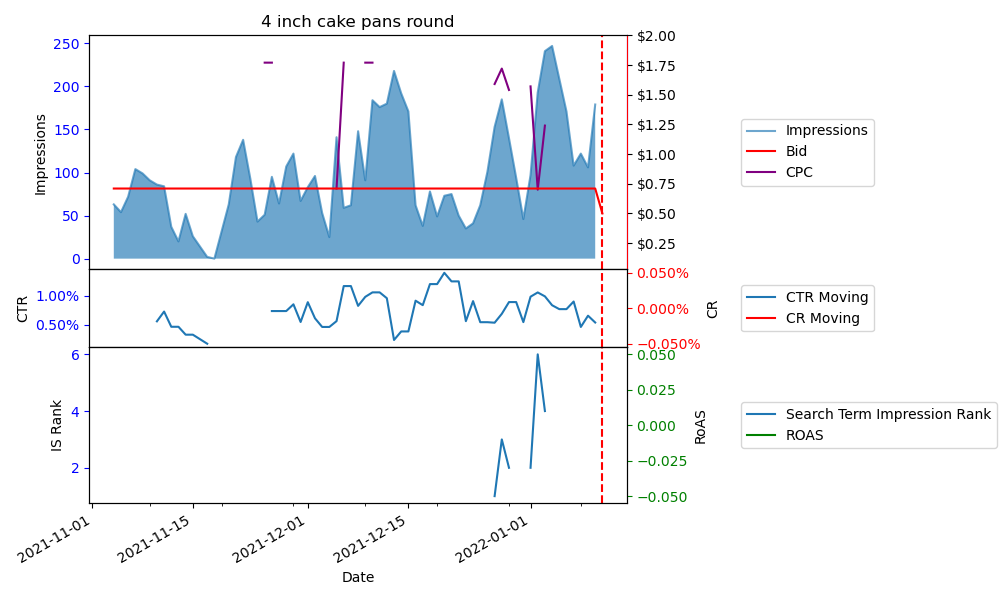 4 inch cake pans round
Impressions
250
200
150
100
50
0
$2.00
$1.75
$1.50
$1.25
$1.00
$0.75
$0.50
$0.25
Impressions
Bid
CPC
CTR
1.00%
0.50%
0.050%
0.000%
−0.050%
CR
CTR Moving
CR Moving
IS Rank
6
4
2
0.050
0.025
0.000
−0.025
−0.050
RoAS
Search Term Impression Rank
ROAS
2021-11-01
2021-11-15
2021-12-01
2021-12-15
2022-01-01
Date